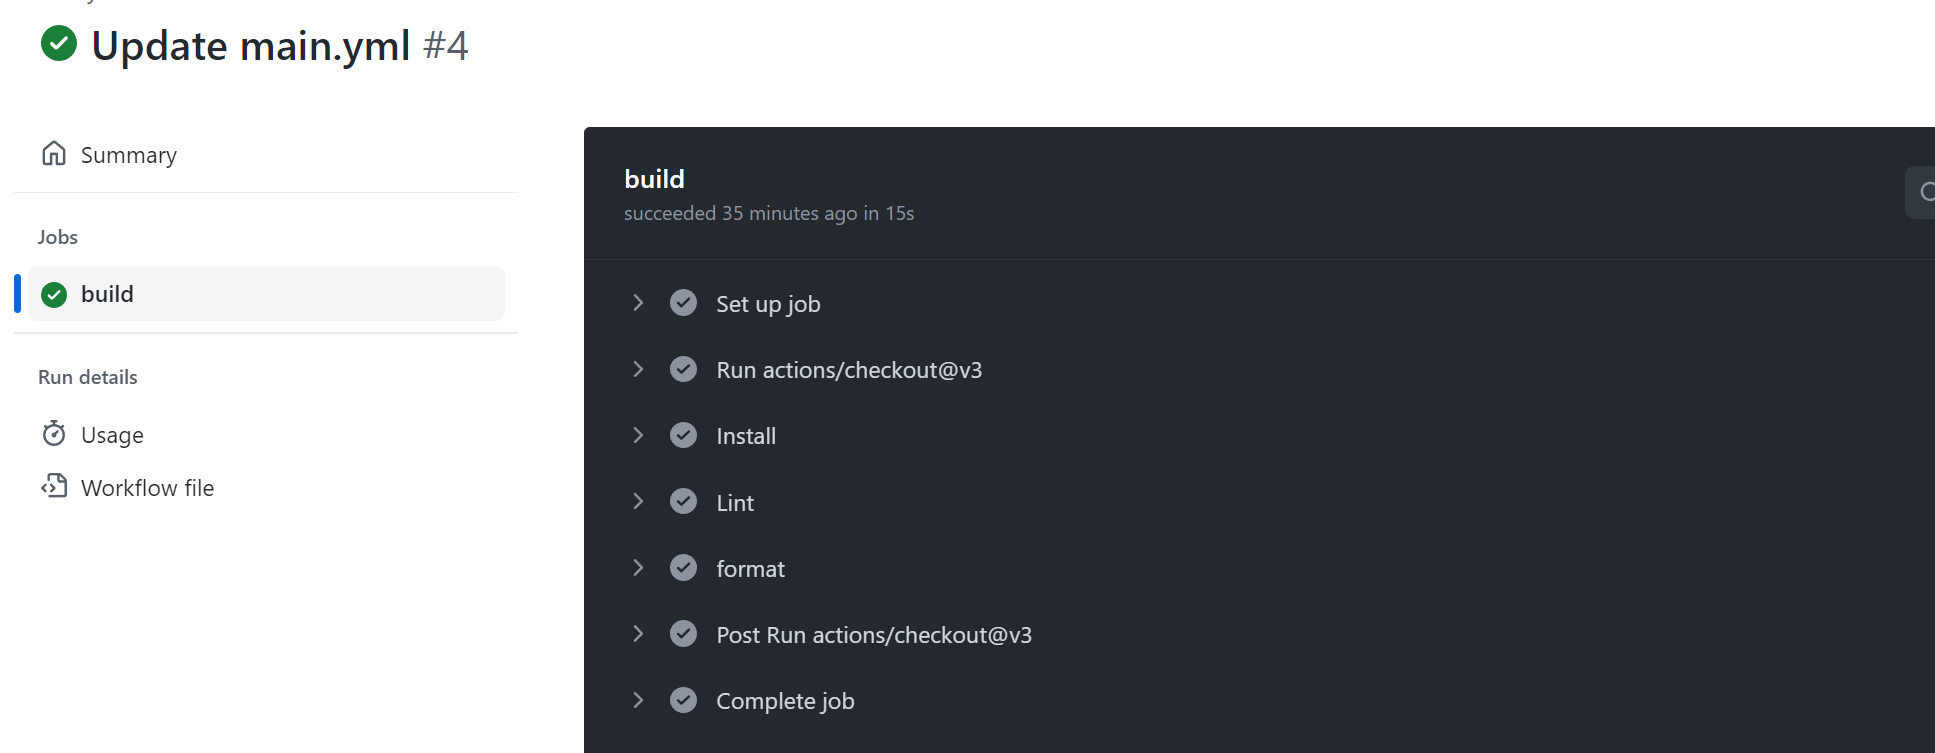 Update main.yml #4
Summary
Jobs
build
Run details
Usage
Workflow file
build
succeeded 35 minutes ago in 15s
Set up job
Run actions/checkout@v3
Install
Lint
format
Post Run actions/checkout@v3
Complete job